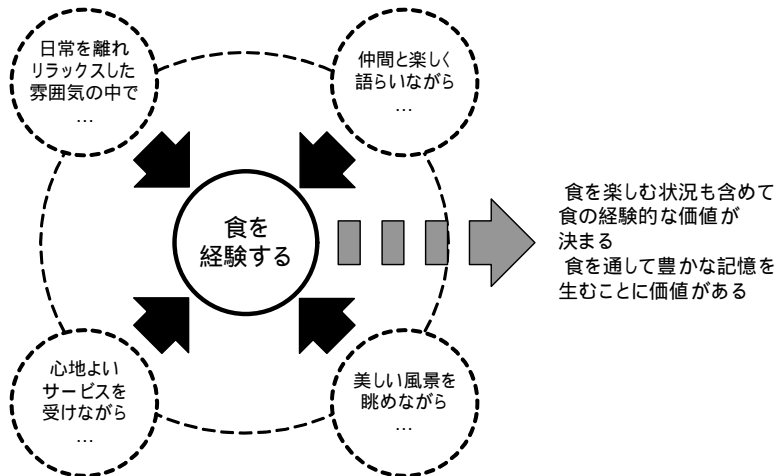 日常を離れ
リラックスした
雰囲気の中で
…
仲間と楽しく
語らいながら
…
食を
経験する
食を楽しむ状況も含めて
食の経験的な価値が
決まる
食を通して豊かな記憶を
生むことに価値がある
心地よい
サービスを
受けながら
…
美しい風景を
眺めながら
…